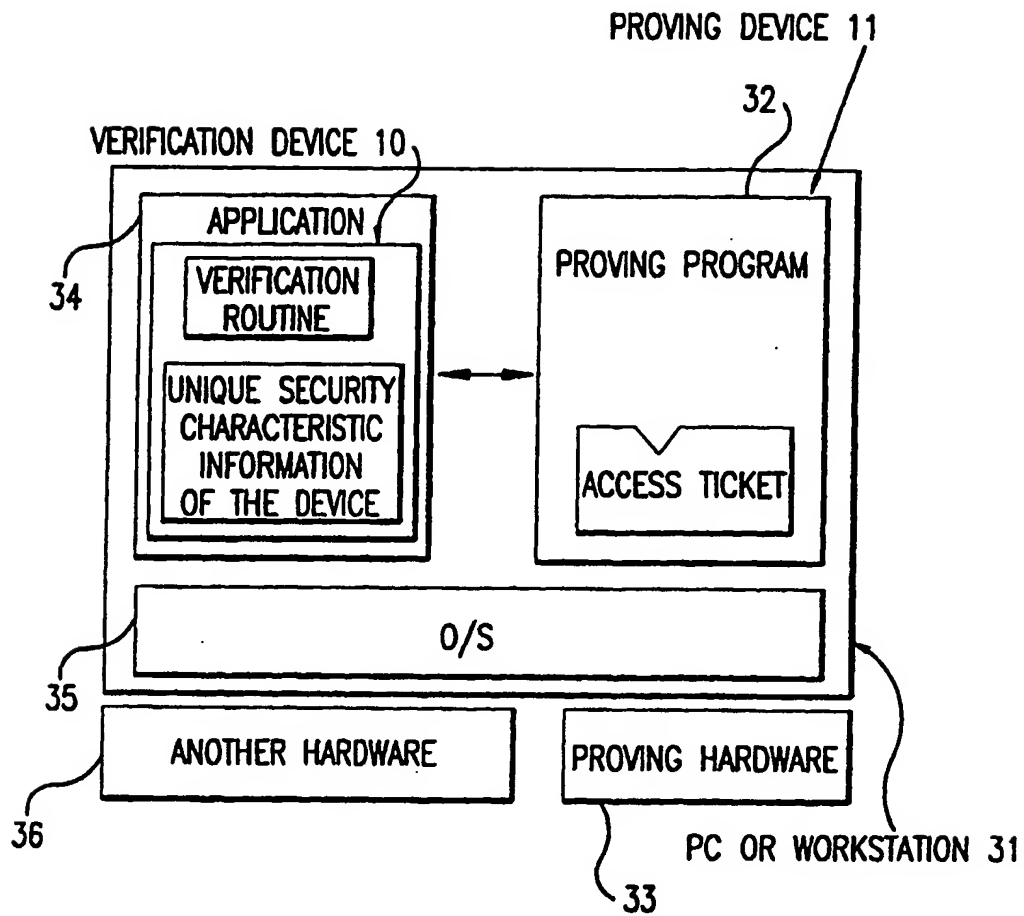 PROVING DEVICE 11
32
VERIFICATION DEVICE 10
APPLICATION
34
VERIFICATION
ROUTINE
UNIQUE SECURITY
CHARACTERISTIC
INFORMATION
OF THE DEVICE
PROVING PROGRAM
ACCESS TICKET
O/S
35
ANOTHER HARDWARE
PROVING HARDWARE
36
PC OR WORKSTATION 31
33